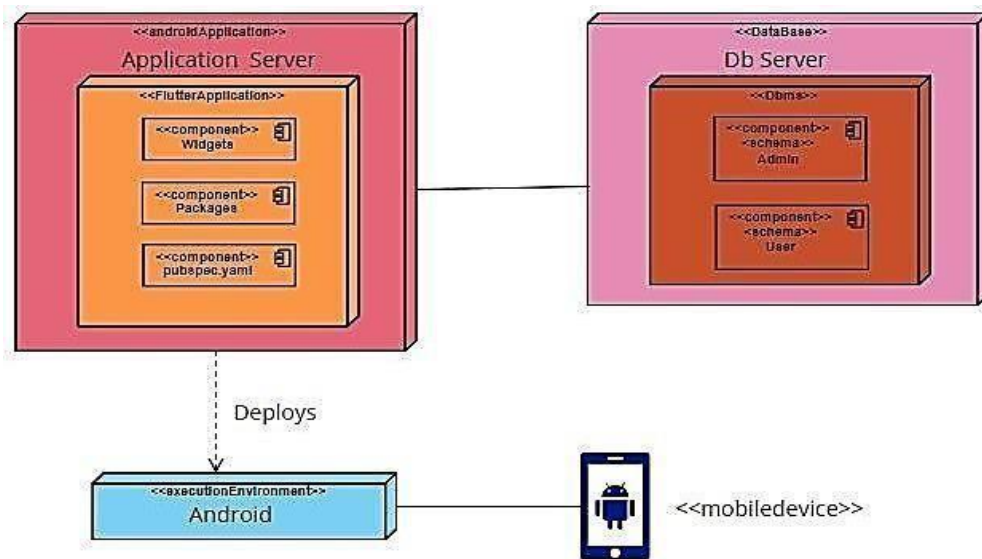 <<androidApplication>>
Application Server
<<FlutterApplication>>
<<component>>
Widgets
<<component>>
Packages
<<component>>
pubspec.yaml
<<DataBase>>
Db Server
<<Dbms>>
<<component>>
<schema>>
Admin
<<component>>
<schema>>
User
Deploys
<<executionEnvironment>>
Android
<<mobiledevice>>